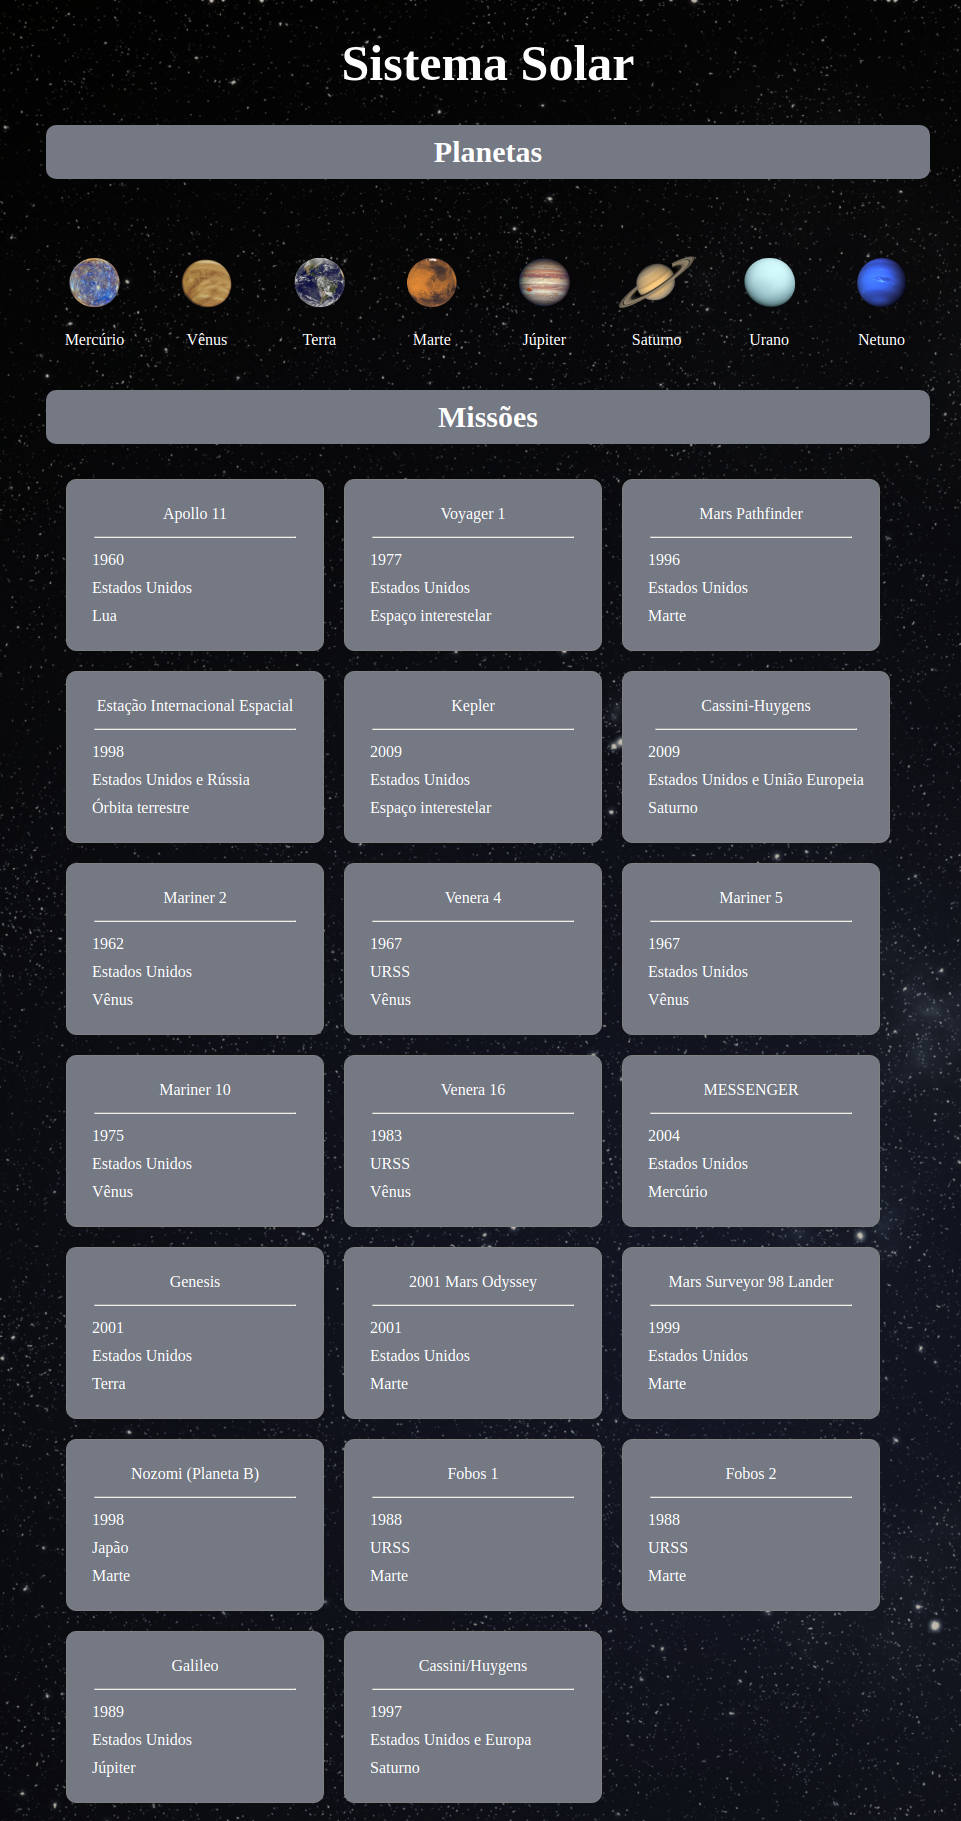 Sistema Solar
Planetas
Mercúrio Vênus Terra Marte Júpiter Saturno Urano Netuno
Missões
Apollo 11
1960
Estados Unidos
Lua
Voyager 1
1977
Estados Unidos
Espaço interestelar
Mars Pathfinder
1996
Estados Unidos
Marte
Estação Internacional Espacial
1998
Estados Unidos e Rússia
Órbita terrestre
Kepler
2009
Estados Unidos
Espaço interestelar
Cassini-Huygens
2009
Estados Unidos e União Europeia
Saturno
Mariner 2
1962
Estados Unidos
Vênus
Venera 4
1967
URSS
Vênus
Mariner 5
1967
Estados Unidos
Vênus
Mariner 10
1975
Estados Unidos
Vênus
Venera 16
1983
URSS
Vênus
MESSENGER
2004
Estados Unidos
Mercúrio
Genesis
2001
Estados Unidos
Terra
2001 Mars Odyssey
2001
Estados Unidos
Marte
Mars Surveyor 98 Lander
1999
Estados Unidos
Marte
Nozomi (Planeta B)
1998
Japão
Marte
Fobos 1
1988
URSS
Marte
Fobos 2
1988
URSS
Marte
Galileo
1989
Estados Unidos
Júpiter
Cassini/Huygens
1997
Estados Unidos e Europa
Saturno